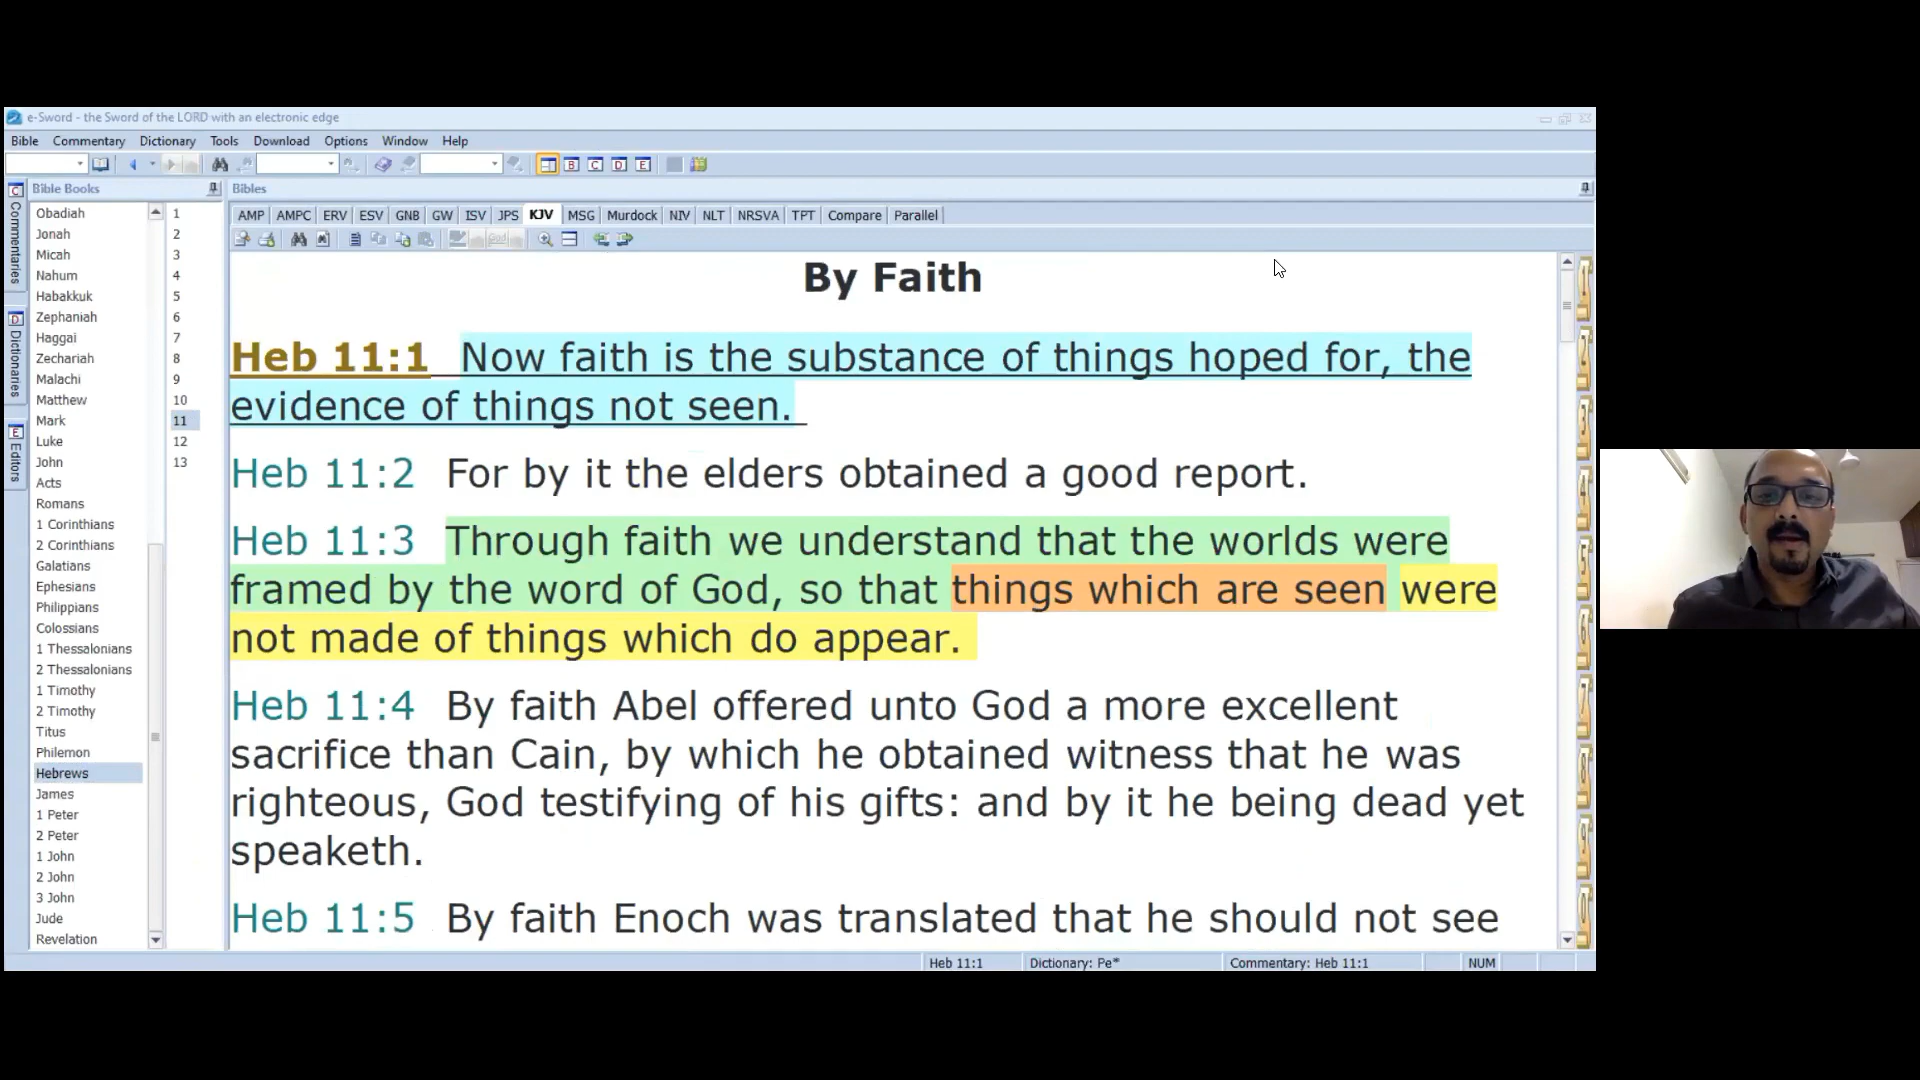 e-Sword - the Sword of the LORD with an electronic edge
Bible Commentary Dictionary Tools Download Options Window Help
B C D E
Bible Books
Bibles
C Commentaries
D Dictionaries
E Editors
Obadiah
Jonah
Micah
Nahum
Habakkuk
Zephaniah
Haggai
Zechariah
Malachi
Matthew
Mark
Luke
John
Acts
Romans
1 Corinthians
2 Corinthians
Galatians
Ephesians
Philippians
Colossians
1 Thessalonians
2 Thessalonians
1 Timothy
2 Timothy
Titus
Philemon
Hebrews
James
1 Peter
2 Peter
1 John
2 John
3 John
Jude
Revelation
1
2
3
4
5
6
7
8
9
10
11
12
13
AMP AMPC ERV ESV GNB GW ISV JPS KJV MSG Murdock NIV NLT NRSVA TPT Compare Parallel
God
By Faith
Heb 11:1 Now faith is the substance of things hoped for, the
evidence of things not seen.
Heb 11:2 For by it the elders obtained a good report.
Heb 11:3 Through faith we understand that the worlds were
framed by the word of God, so that things which are seen were
not made of things which do appear.
Heb 11:4 By faith Abel offered unto God a more excellent
sacrifice than Cain, by which he obtained witness that he was
righteous, God testifying of his gifts: and by it he being dead yet
speaketh.
Heb 11:5 By faith Enoch was translated that he should not see
1
2
3
4
5
6
7
8
9
0
Heb 11:1 Dictionary: Pe* Commentary: Heb 11:1 NUM